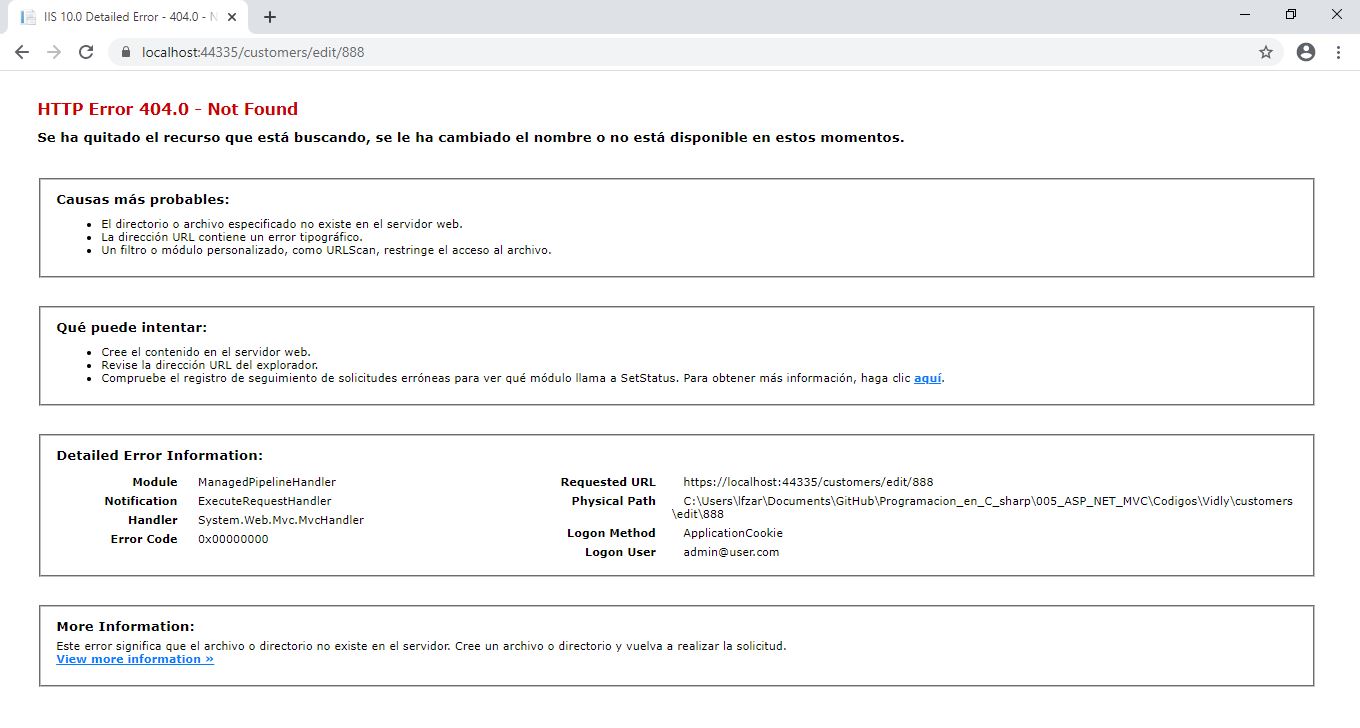 IIS 10.0 Detailed Error - 404.0 - N
localhost:44335/customers/edit/888
HTTP Error 404.0 - Not Found
Se ha quitado el recurso que está buscando, se le ha cambiado el nombre o no está disponible en estos momentos.
Causas más probables:
El directorio o archivo especificado no existe en el servidor web.
La dirección URL contiene un error tipográfico.
Un filtro o módulo personalizado, como URLScan, restringe el acceso al archivo.
Qué puede intentar:
Cree el contenido en el servidor web.
Revise la dirección URL del explorador.
Compruebe el registro de seguimiento de solicitudes erróneas para ver qué módulo llama a SetStatus. Para obtener más información, haga clic aquí.
Detailed Error Information:
Module ManagedPipelineHandler
Notification ExecuteRequestHandler
Handler System.Web.Mvc.MvcHandler
Error Code 0x00000000
Requested URL https://localhost:44335/customers/edit/888
Physical Path C:\Users\lfzar\Documents\GitHub\Programacion_en_C_sharp\005_ASP_NET_MVC\Codigos\Vidly\customers
\edit\888
Logon Method ApplicationCookie
Logon User admin@user.com
More Information:
Este error significa que el archivo o directorio no existe en el servidor. Cree un archivo o directorio y vuelva a realizar la solicitud.
View more information »